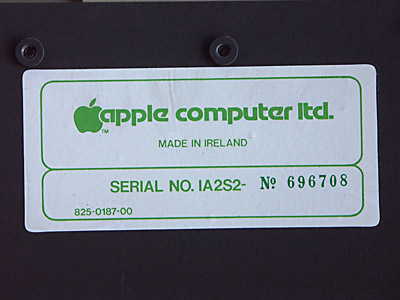 apple computer ltd.
TM
MADE IN IRELAND
SERIAL NO. IA2S2- Nº 696708
825-0187-00